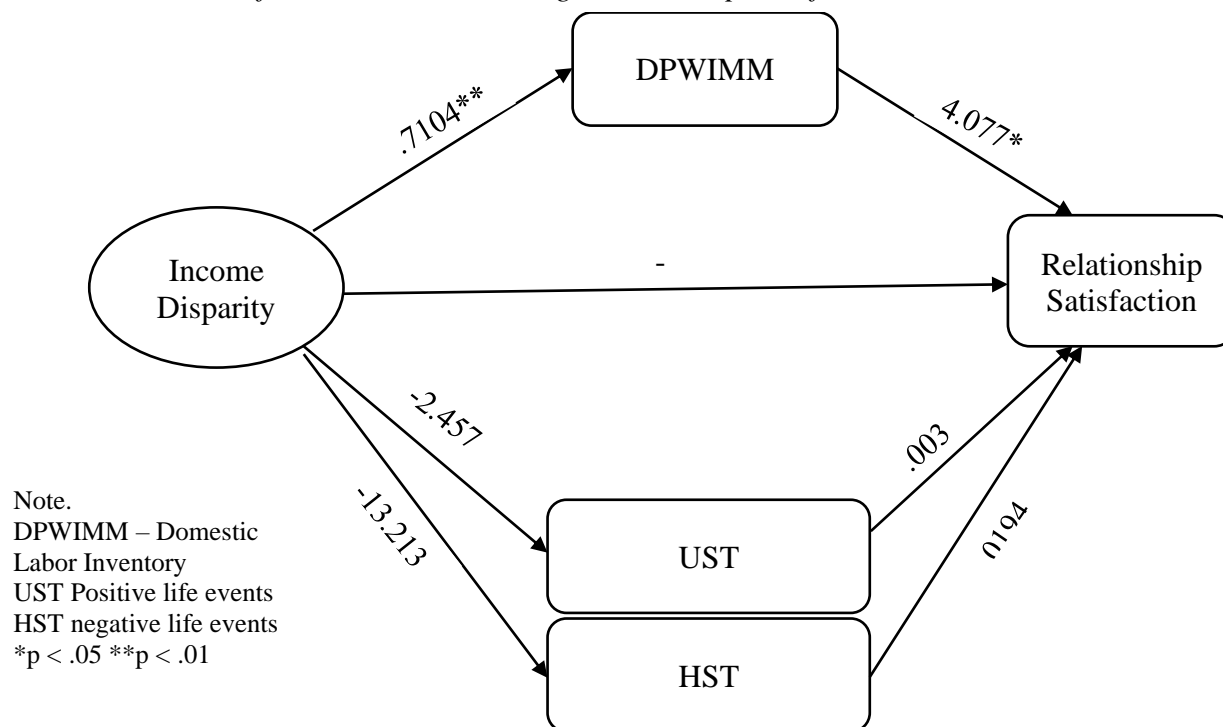 DPWIMM
.7104**
4.077*
-
Income
Disparity
Relationship
Satisfaction
-2.457
.003
-13.213
.0194
Note.
DPWIMM – Domestic
Labor Inventory
UST Positive life events
HST negative life events
*p < .05 **p < .01
UST
HST